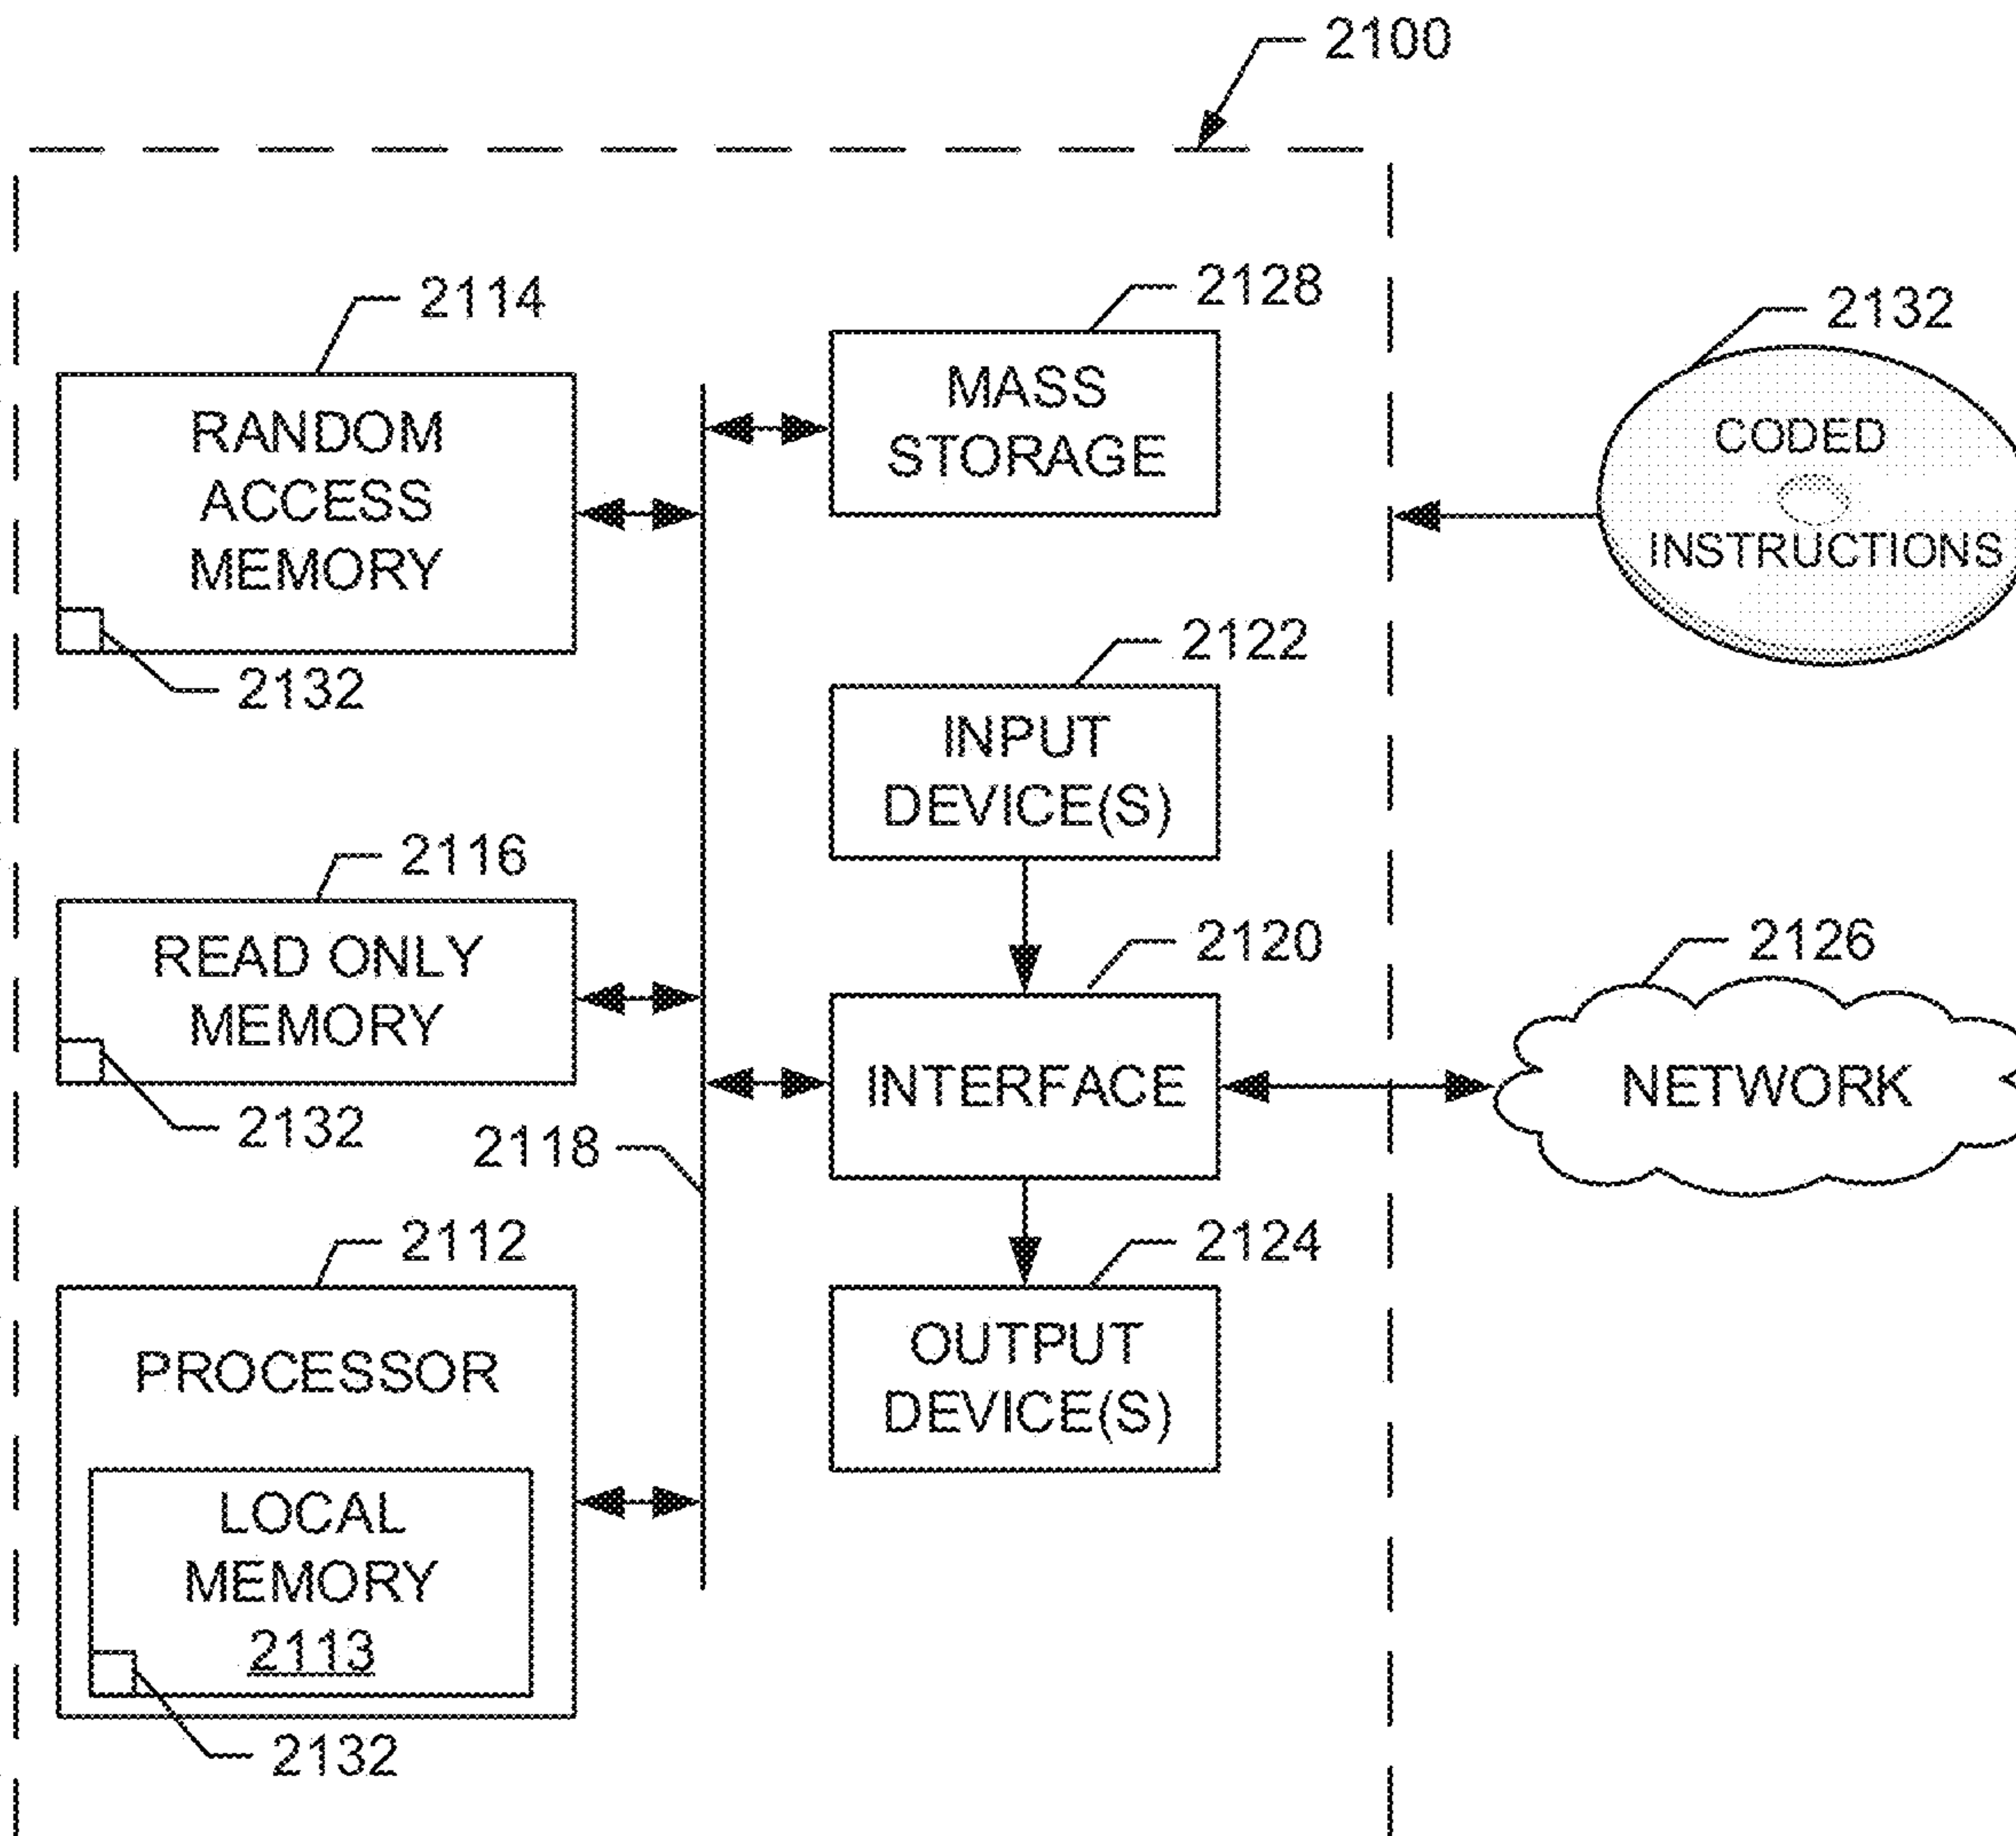 2100
2114
RANDOM
ACCESS
MEMORY
2132
2128
MASS
STORAGE
2132
CODED
INSTRUCTIONS
2122
INPUT
DEVICE(S)
2116
READ ONLY
MEMORY
2132
2118
2120
INTERFACE
2126
NETWORK
2112
PROCESSOR
LOCAL
MEMORY
2113
2132
2124
OUTPUT
DEVICE(S)